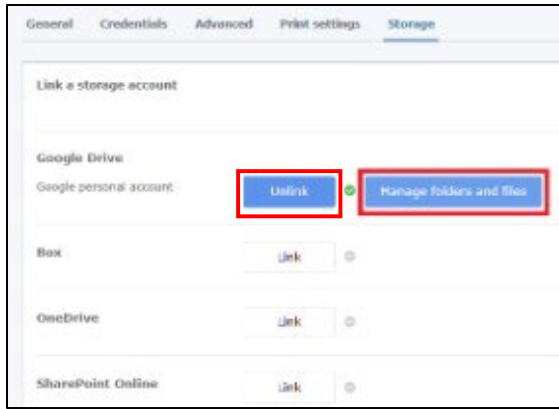 General Credentials Advanced Print settings Storage
Link a storage account
Google Drive
Google personal account Unlink Manage folders and files
Box Link
OneDrive Link
SharePoint Online Link